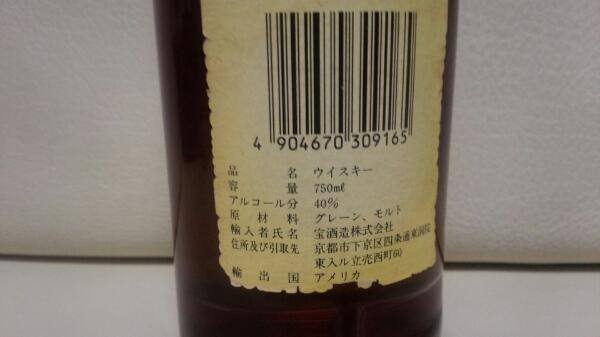 4 904670 309165
品名 ウイスキー
容量 750mℓ
アルコール分 40%
原材料 グレーン、モルト
輸入者氏名 宝酒造株式会社
住所及び引取先 京都市下京区四条通東洞院
東入ル立売西町60
輸出国 アメリカ